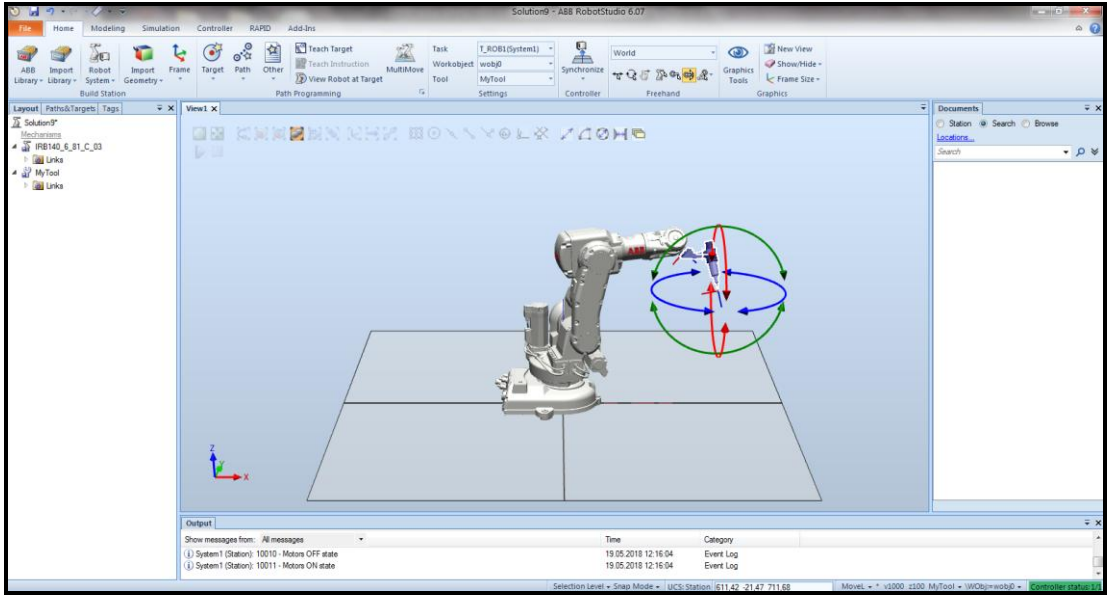 Solution9 - ABB RobotStudio 6.07
File Home Modeling Simulation Controller RAPID Add-Ins
ABB Library
Import Library
Robot System
Import Geometry
Frame
Build Station
Target
Path
Other
Teach Target
Teach Instruction
View Robot at Target
MultiMove
Path Programming
Task T_ROB1(System1)
Workobject wobj0
Tool MyTool
Settings
Synchronize
Controller
World
Freehand
Graphics Tools
New View
Show/Hide
Frame Size
Graphics
Layout Paths&Targets Tags
Solution9*
Mechanisms
IRB140_6_81_C_03
Links
MyTool
Links
View1
ABB
Z
Y
X
Documents
Station Search Browse
Locations...
Search
Output
Show messages from: All messages Time Category
System1 (Station): 10010 - Motors OFF state 19.05.2018 12:16:04 Event Log
System1 (Station): 10011 - Motors ON state 19.05.2018 12:16:04 Event Log
Selection Level Snap Mode UCS: Station 611,42 -21,47 711,68 MoveL * v1000 z100 MyTool \WObj:=wobj0 Controller status: 1/1